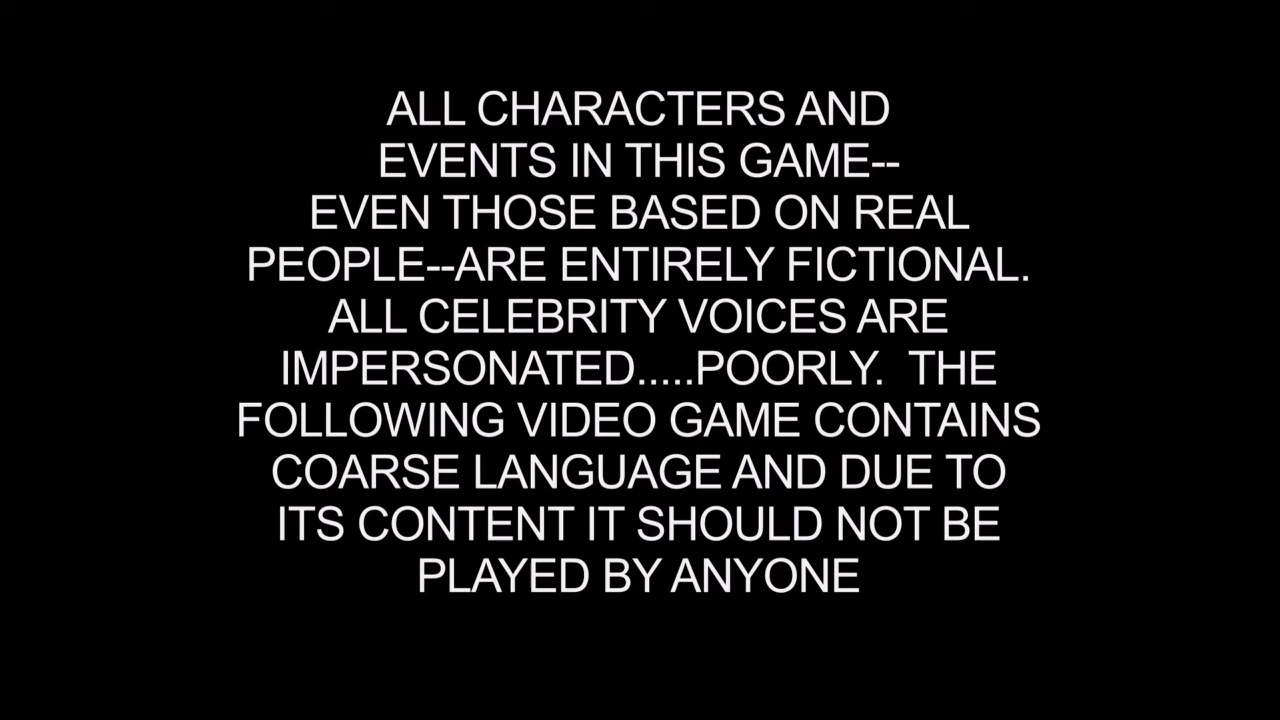 ALL CHARACTERS AND
EVENTS IN THIS GAME--
EVEN THOSE BASED ON REAL
PEOPLE--ARE ENTIRELY FICTIONAL.
ALL CELEBRITY VOICES ARE
IMPERSONATED.....POORLY.  THE
FOLLOWING VIDEO GAME CONTAINS
COARSE LANGUAGE AND DUE TO
ITS CONTENT IT SHOULD NOT BE
PLAYED BY ANYONE